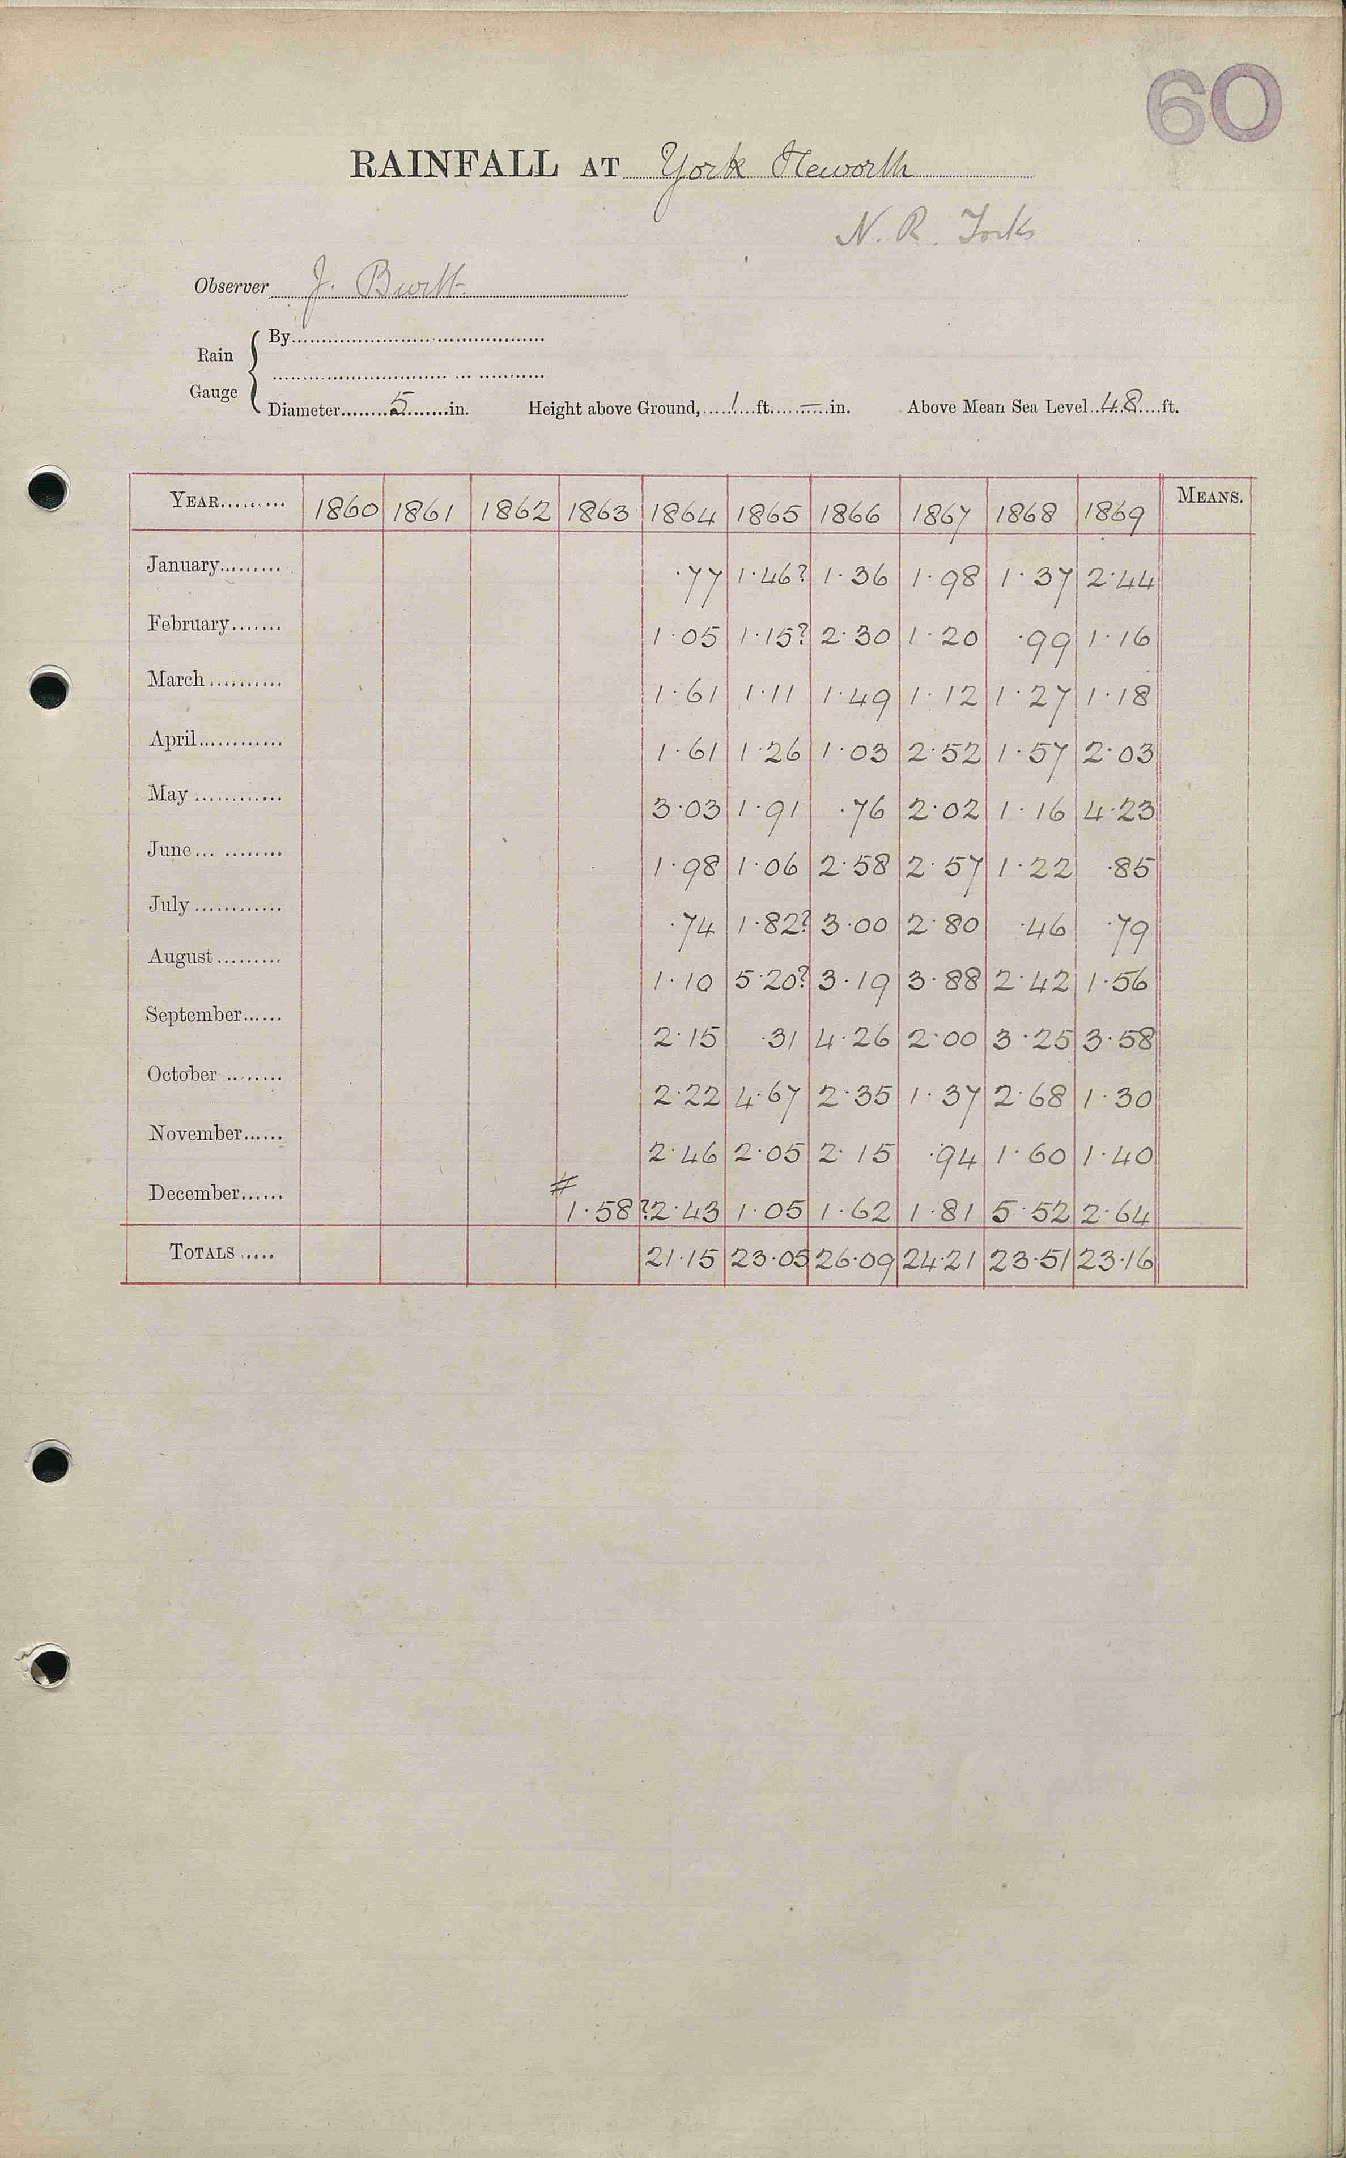 60
RAINFALL AT York Heworth
N. R. Yorks
Observer J. Burtt
Rain Gauge { By
Diameter 5 in. Height above Ground, 1 ft. — in. Above Mean Sea Level 48 ft.
YEAR 1860 1861 1862 1863 1864 1865 1866 1867 1868 1869 MEANS.
January ·77 1·46? 1·36 1·98 1·37 2·44
February 1·05 1·15? 2·30 1·20 ·99 1·16
March 1·61 1·11 1·49 1·12 1·27 1·18
April 1·61 1·26 1·03 2·52 1·57 2·03
May 3·03 1·91 ·76 2·02 1·16 4·23
June 1·98 1·06 2·58 2·57 1·22 ·85
July ·74 1·82? 3·00 2·80 ·46 ·79
August 1·10 5·20? 3·19 3·88 2·42 1·56
September 2·15 ·31 4·26 2·00 3·25 3·58
October 2·22 4·67 2·35 1·37 2·68 1·30
November 2·46 2·05 2·15 ·94 1·60 1·40
December # 1·58? 2·43 1·05 1·62 1·81 5·52 2·64
TOTALS 21·15 23·05 26·09 24·21 23·51 23·16